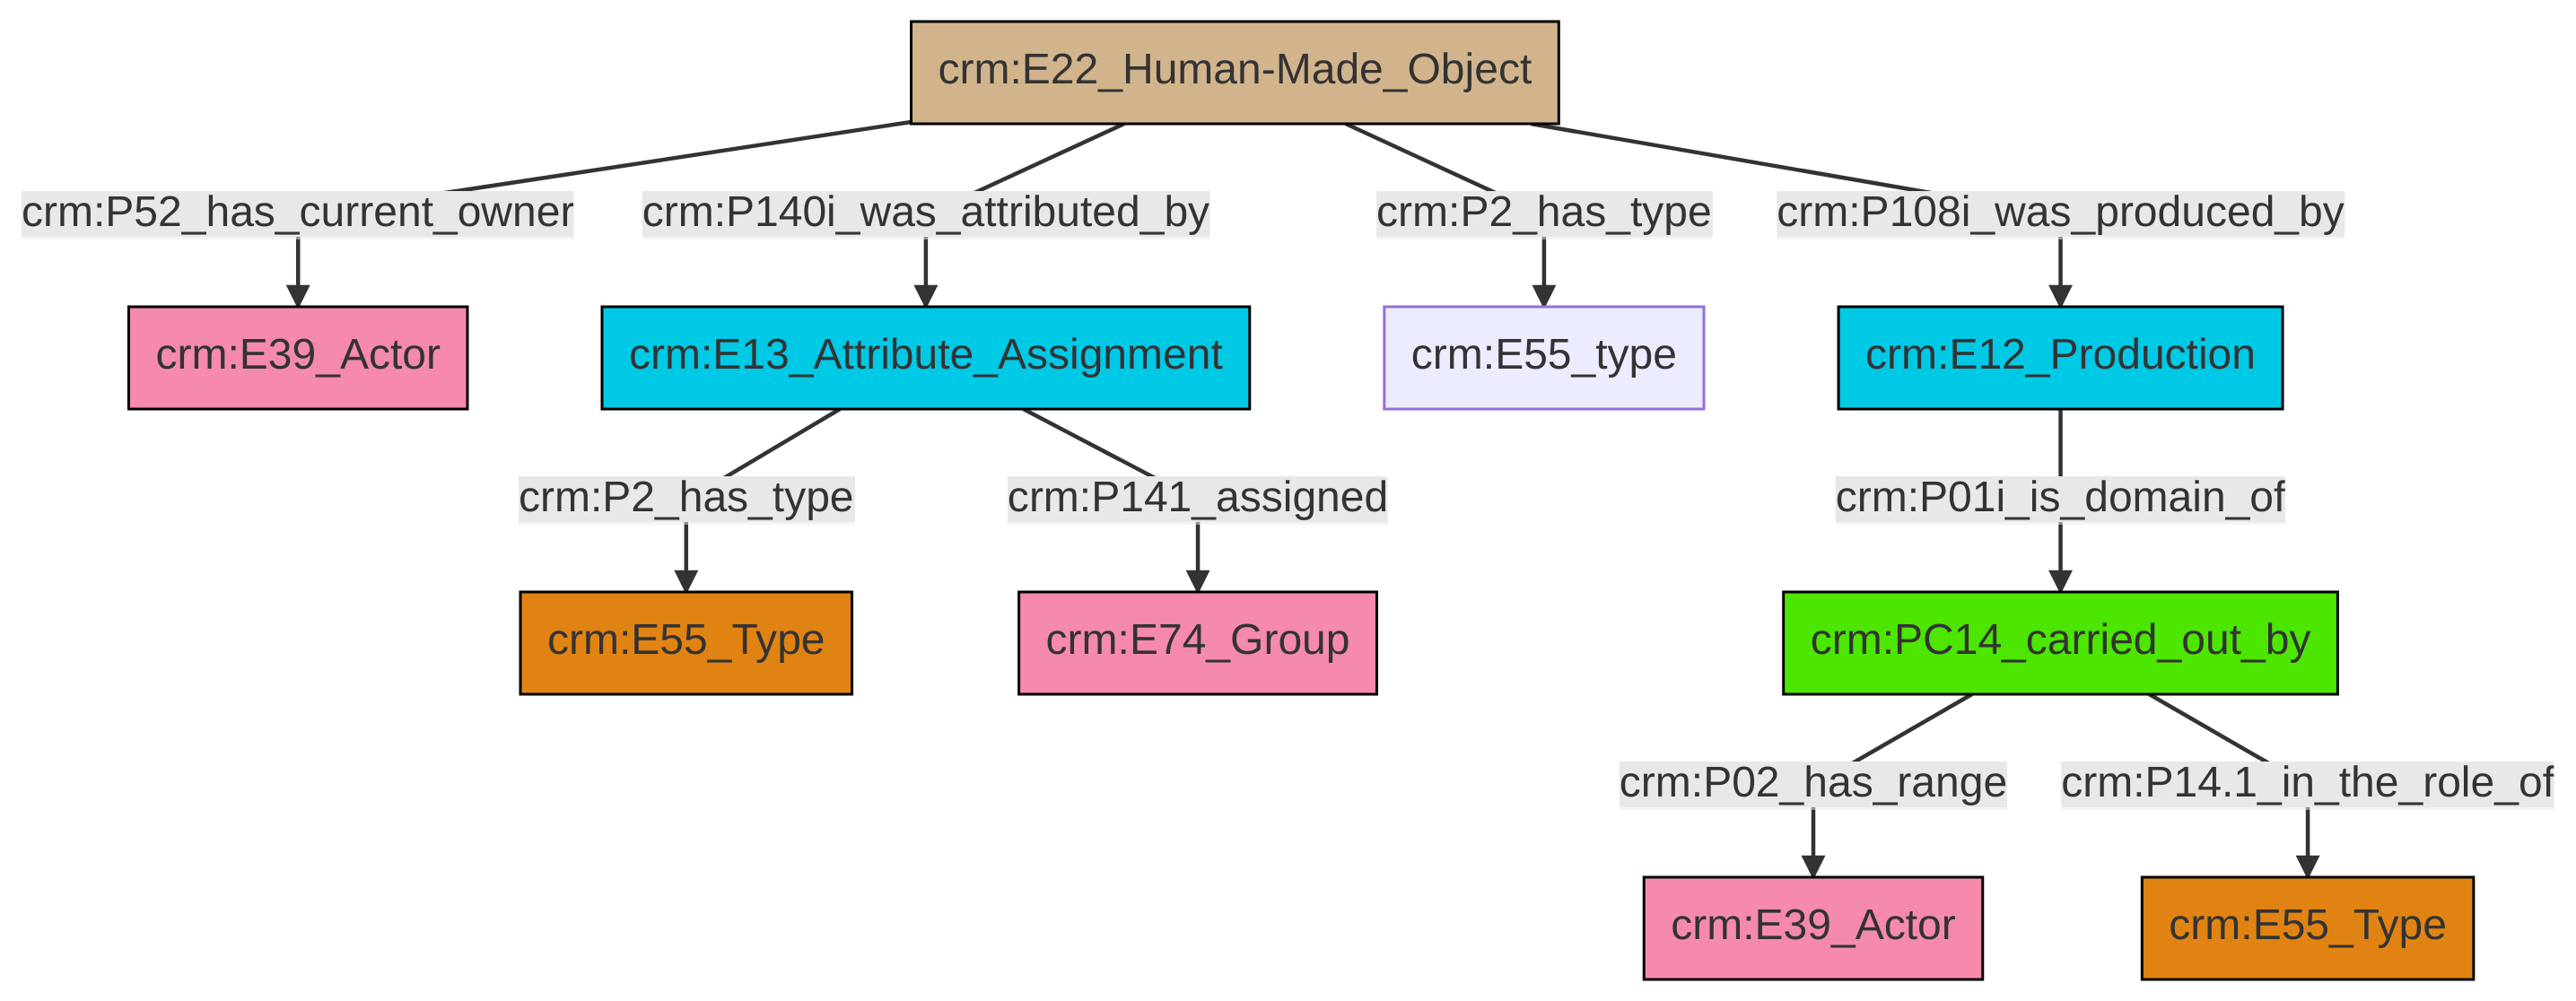 crm:E22_Human-Made_Object
crm:P52_has_current_owner
crm:P140i_was_attributed_by
crm:P2_has_type
crm:P108i_was_produced_by
crm:E39_Actor
crm:E13_Attribute_Assignment
crm:E55_type
crm:E12_Production
crm:P2_has_type
crm:P141_assigned
crm:P01i_is_domain_of
crm:E55_Type
crm:E74_Group
crm:PC14_carried_out_by
crm:P02_has_range
crm:P14.1_in_the_role_of
crm:E39_Actor
crm:E55_Type